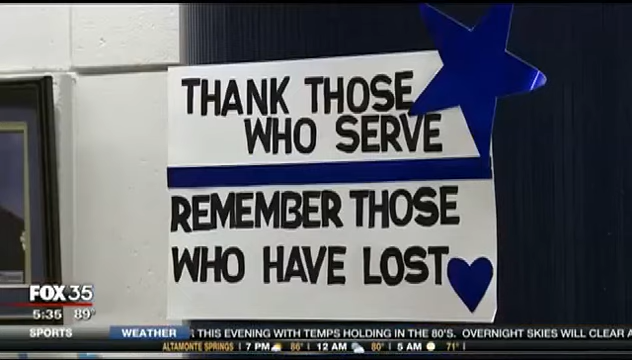 THANK THOSE
WHO SERVE
REMEMBER THOSE
WHO HAVE LOST
FOX 35
5:35 89°
SPORTS WEATHER THIS EVENING WITH TEMPS HOLDING IN THE 80'S. OVERNIGHT SKIES WILL CLEAR
ALTAMONTE SPRINGS 7 PM 86° 12 AM 80° 5 AM 71°